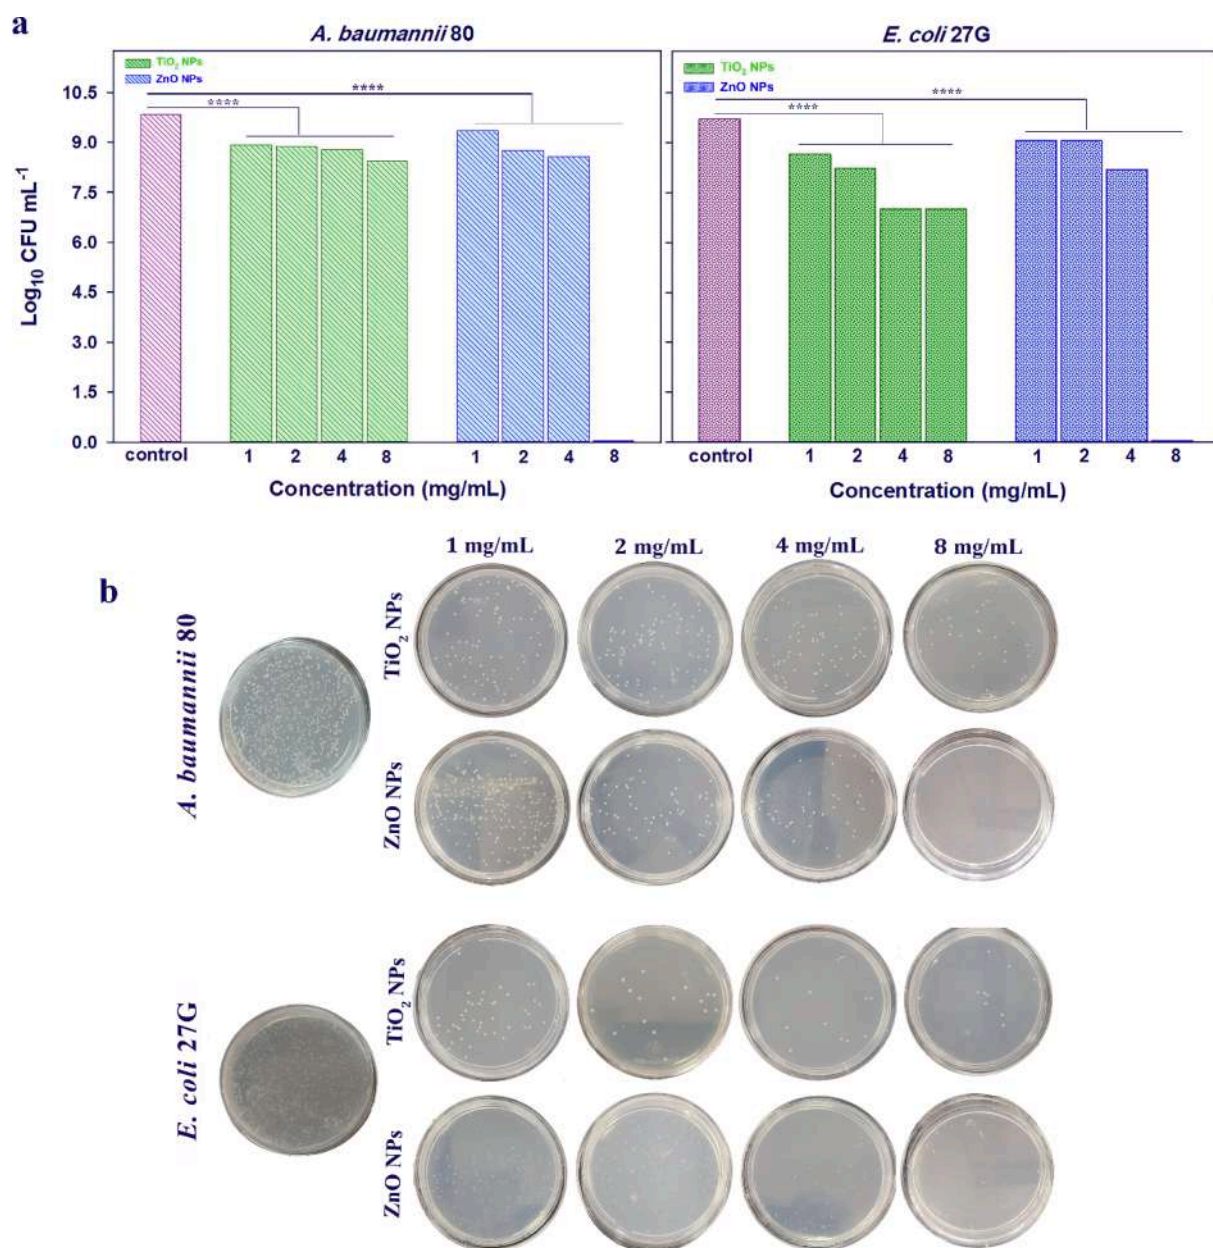 a
A. baumannii 80
E. coli 27G
TiO₂ NPs
ZnO NPs
TiO₂ NPs
ZnO NPs
****
****
****
****
Log₁₀ CFU mL⁻¹
10.5
9.0
7.5
6.0
4.5
3.0
1.5
0.0
control 1 2 4 8 1 2 4 8
control 1 2 4 8 1 2 4 8
Concentration (mg/mL)
Concentration (mg/mL)
b
1 mg/mL 2 mg/mL 4 mg/mL 8 mg/mL
A. baumannii 80
TiO₂ NPs
ZnO NPs
E. coli 27G
TiO₂ NPs
ZnO NPs